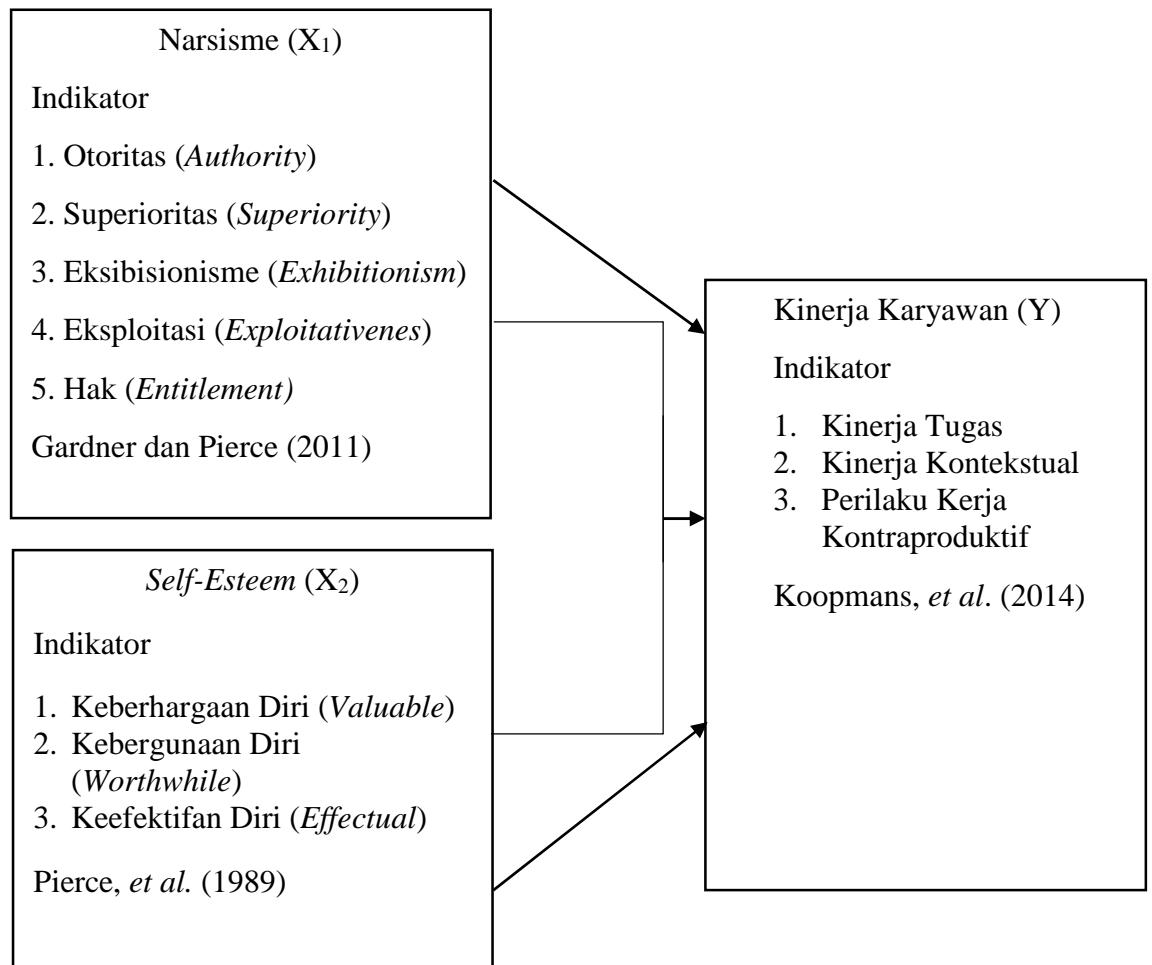 Narsisme (X₁)
Indikator
1. Otoritas (Authority)
2. Superioritas (Superiority)
3. Eksibisionisme (Exhibitionism)
4. Eksploitasi (Exploitativenes)
5. Hak (Entitlement)
Gardner dan Pierce (2011)
Self-Esteem (X₂)
Indikator
1. Keberhargaan Diri (Valuable)
2. Kebergunaan Diri
(Worthwhile)
3. Keefektifan Diri (Effectual)
Pierce, et al. (1989)
Kinerja Karyawan (Y)
Indikator
1. Kinerja Tugas
2. Kinerja Kontekstual
3. Perilaku Kerja
Kontraproduktif
Koopmans, et al. (2014)